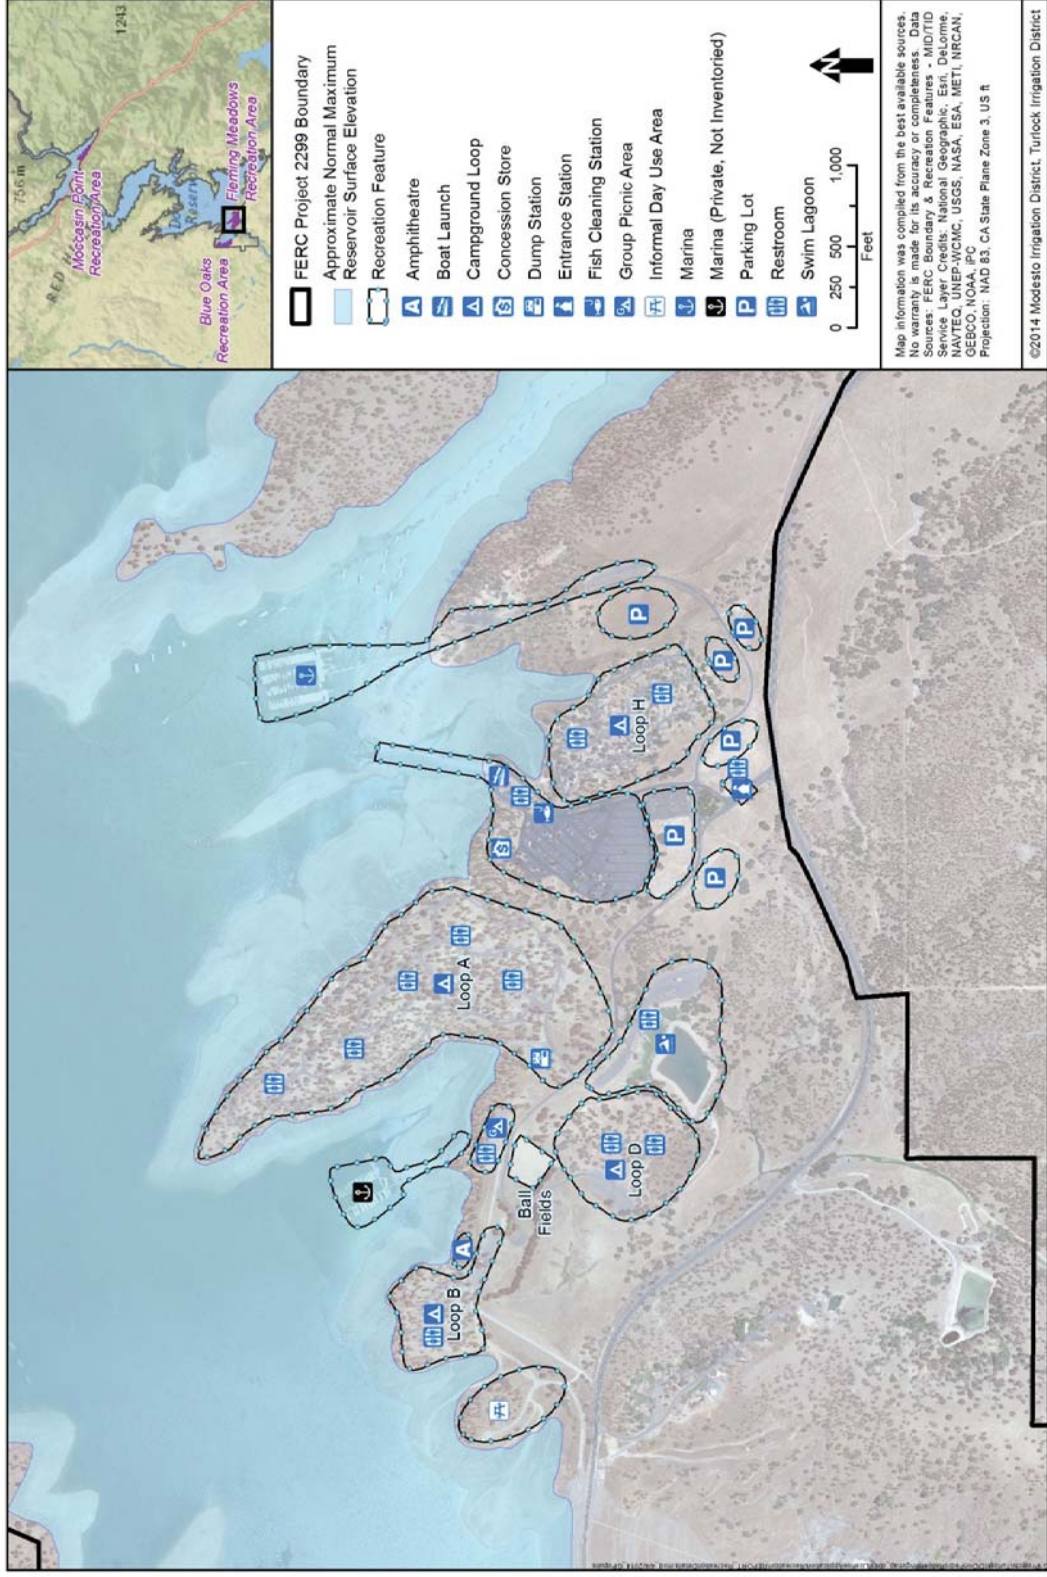 1243
756 m
RED
Moccasin Point
Recreation Area
Reserv
Blue Oaks
Recreation Area
Fleming Meadows
Recreation Area
FERC Project 2299 Boundary
Approximate Normal Maximum
Reservoir Surface Elevation
Recreation Feature
A Amphitheatre
Boat Launch
Campground Loop
$ Concession Store
Dump Station
Entrance Station
Fish Cleaning Station
G Group Picnic Area
Informal Day Use Area
Marina
Marina (Private, Not Inventoried)
P Parking Lot
Restroom
Swim Lagoon
N
0 250 500 1,000
Feet
Map information was compiled from the best available sources.
No warranty is made for its accuracy or completeness. Data
Sources: FERC Boundary & Recreation Features - MID/TID
Service Layer Credits: National Geographic, Esri, DeLorme,
NAVTEQ, UNEP-WCMC, USGS, NASA, ESA, METI, NRCAN,
GEBCO, NOAA, iPC
Projection: NAD 83, CA State Plane Zone 3, US ft
©2014 Modesto Irrigation District, Turlock Irrigation District
Loop B
A
Ball
Fields
G
Loop D
Loop A
$
Loop H
P
P
P
P
P
P